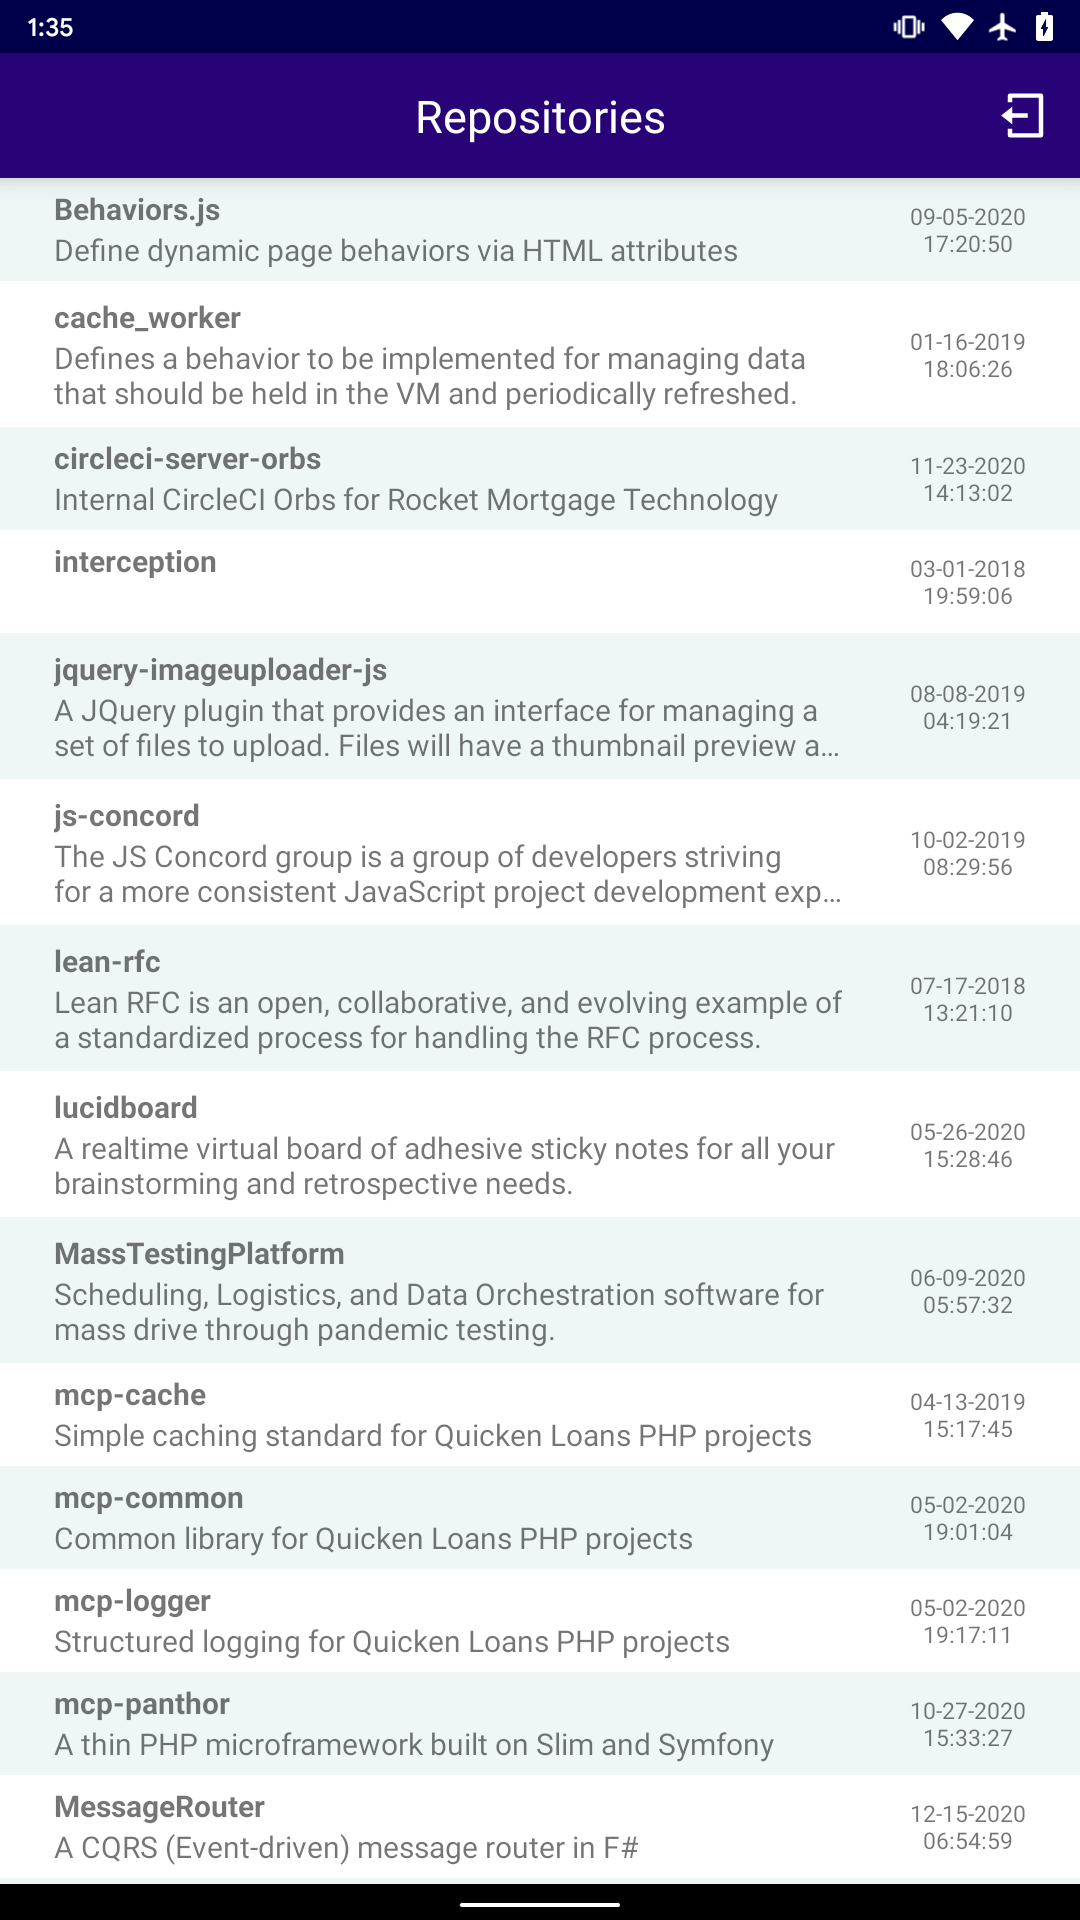 1:35
Repositories
Behaviors.js
Define dynamic page behaviors via HTML attributes
09-05-2020
17:20:50
cache_worker
Defines a behavior to be implemented for managing data
that should be held in the VM and periodically refreshed.
01-16-2019
18:06:26
circleci-server-orbs
Internal CircleCI Orbs for Rocket Mortgage Technology
11-23-2020
14:13:02
interception
03-01-2018
19:59:06
jquery-imageuploader-js
A JQuery plugin that provides an interface for managing a
set of files to upload. Files will have a thumbnail preview a...
08-08-2019
04:19:21
js-concord
The JS Concord group is a group of developers striving
for a more consistent JavaScript project development exp...
10-02-2019
08:29:56
lean-rfc
Lean RFC is an open, collaborative, and evolving example of
a standardized process for handling the RFC process.
07-17-2018
13:21:10
lucidboard
A realtime virtual board of adhesive sticky notes for all your
brainstorming and retrospective needs.
05-26-2020
15:28:46
MassTestingPlatform
Scheduling, Logistics, and Data Orchestration software for
mass drive through pandemic testing.
06-09-2020
05:57:32
mcp-cache
Simple caching standard for Quicken Loans PHP projects
04-13-2019
15:17:45
mcp-common
Common library for Quicken Loans PHP projects
05-02-2020
19:01:04
mcp-logger
Structured logging for Quicken Loans PHP projects
05-02-2020
19:17:11
mcp-panthor
A thin PHP microframework built on Slim and Symfony
10-27-2020
15:33:27
MessageRouter
A CQRS (Event-driven) message router in F#
12-15-2020
06:54:59